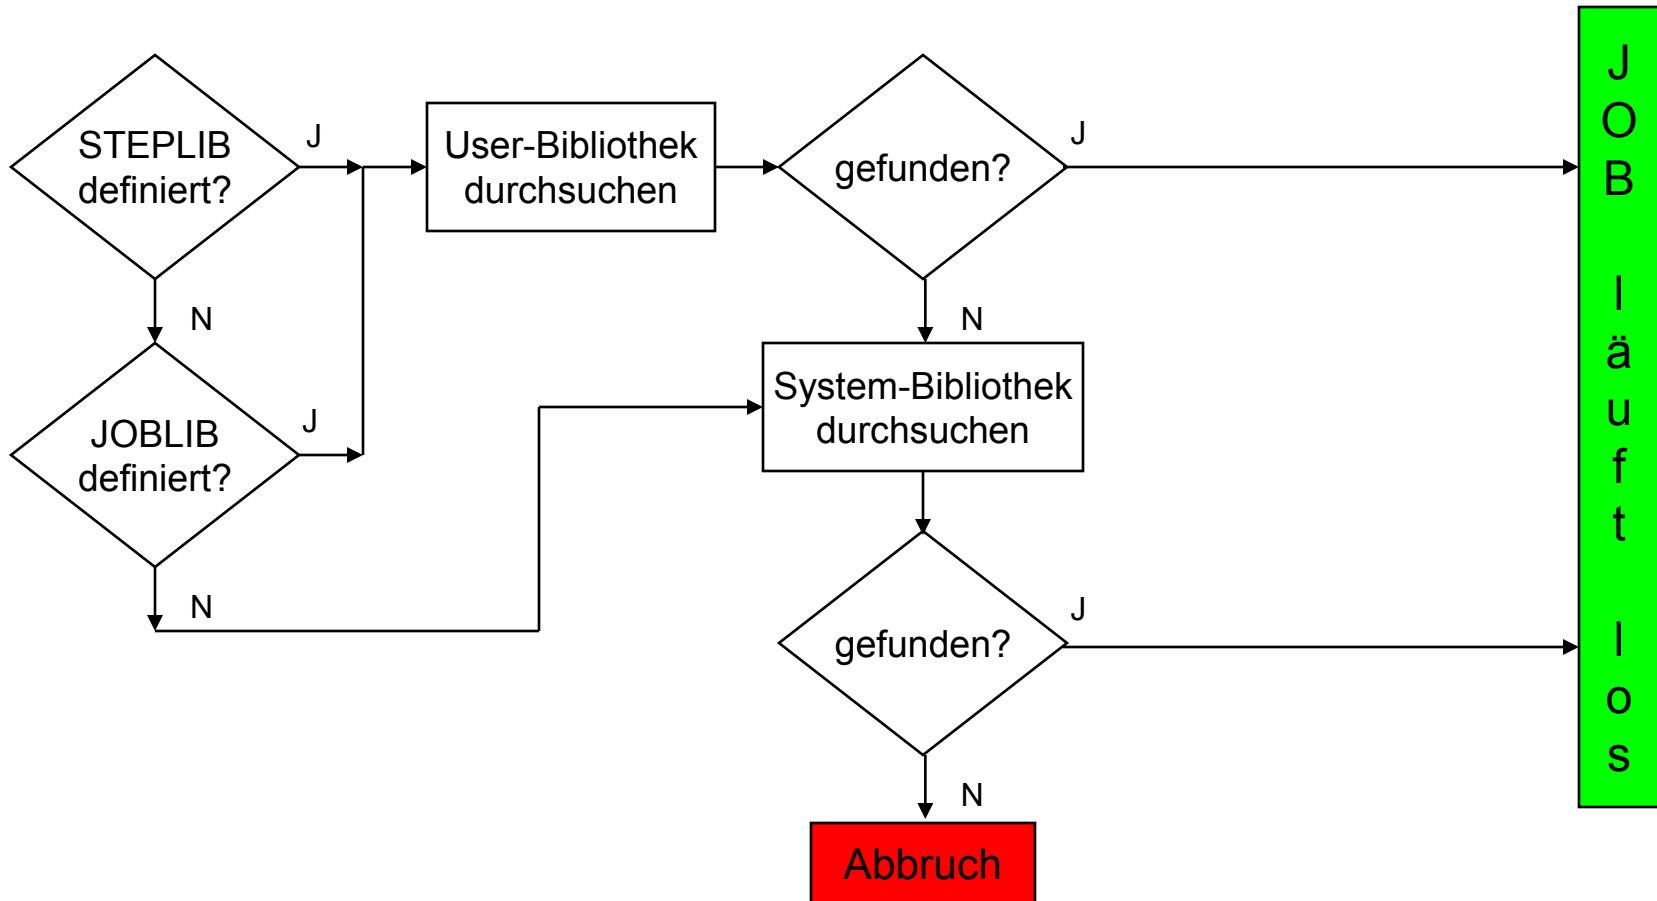 STEPLIB
definiert?
J
User-Bibliothek
durchsuchen
gefunden?
J
N
N
JOBLIB
definiert?
J
N
System-Bibliothek
durchsuchen
gefunden?
J
N
Abbruch
J
O
B
l
ä
u
f
t
l
o
s